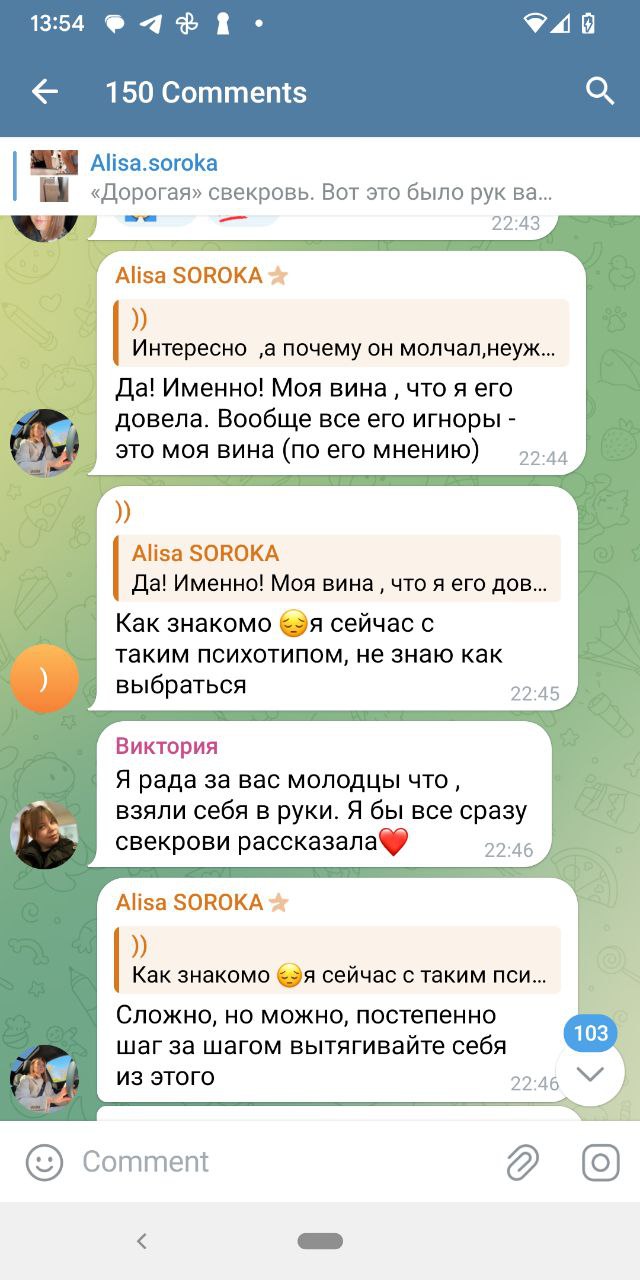 13:54
150 Comments
Alisa.soroka
«Дорогая» свекровь. Вот это было рук ва...
22:43
Alisa SOROKA
))
Интересно ,а почему он молчал,неуж...
Да! Именно! Моя вина , что я его
довела. Вообще все его игноры -
это моя вина (по его мнению)
22:44
))
Alisa SOROKA
Да! Именно! Моя вина , что я его дов...
Как знакомо 😔я сейчас с
таким психотипом, не знаю как
выбраться
22:45
)
Виктория
Я рада за вас молодцы что ,
взяли себя в руки. Я бы все сразу
свекрови рассказала❤️
22:46
Alisa SOROKA
))
Как знакомо 😔я сейчас с таким пси...
Сложно, но можно, постепенно
шаг за шагом вытягивайте себя
из этого
22:46
103
Comment